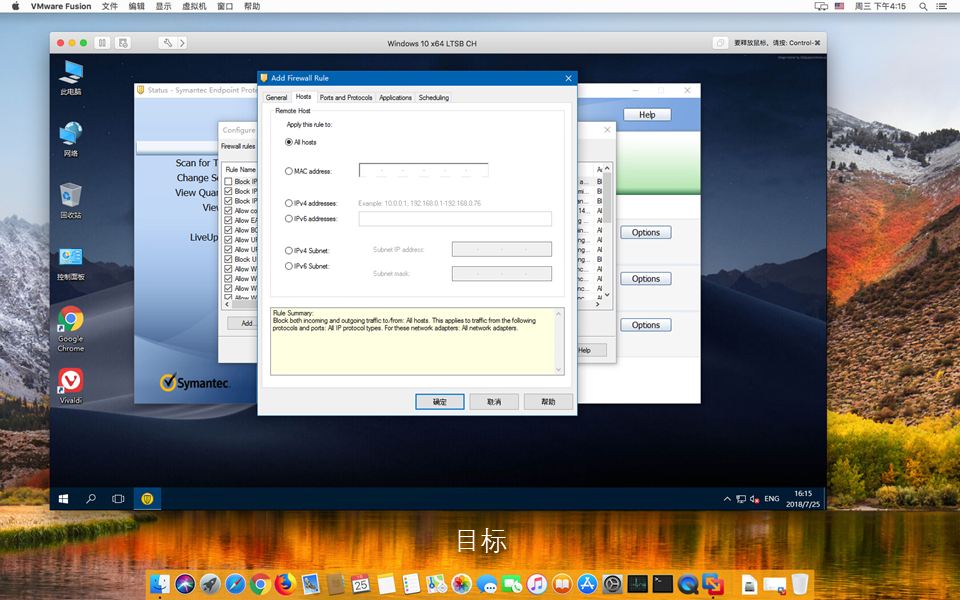 VMware Fusion 文件 编辑 显示 虚拟机 窗口 帮助 周三 下午4:15
Windows 10 x64 LTSB CH 要释放鼠标，请按: Control-⌘
此电脑
网络
回收站
控制面板
Google
Chrome
Vivaldi
Status - Symantec Endpoint Prote
Help
Scan for T
Change Se
View Quar
View
LiveUp
Options
Options
Options
Symantec.
Configure
Firewall rules
Rule Name
Block IP
Block IP
Block IP
Allow co
Allow EA
Allow BO
Allow UP
Allow UP
Block U
Allow W
Allow W
Allow W
Allow W
Add...
Help
Add Firewall Rule
General Hosts Ports and Protocols Applications Scheduling
Remote Host
Apply this rule to:
All hosts
MAC address:
IPv4 addresses: Example: 10.0.0.1, 192.168.0.1-192.168.0.76
IPv6 addresses:
IPv4 Subnet: Subnet IP address:
IPv6 Subnet:
Subnet mask:
Rule Summary:
Block both incoming and outgoing traffic to/from: All hosts. This applies to traffic from the following
protocols and ports: All IP protocol types. For these network adapters: All network adapters.
确定 取消 帮助
ENG
16:15
2018/7/25
目标
25